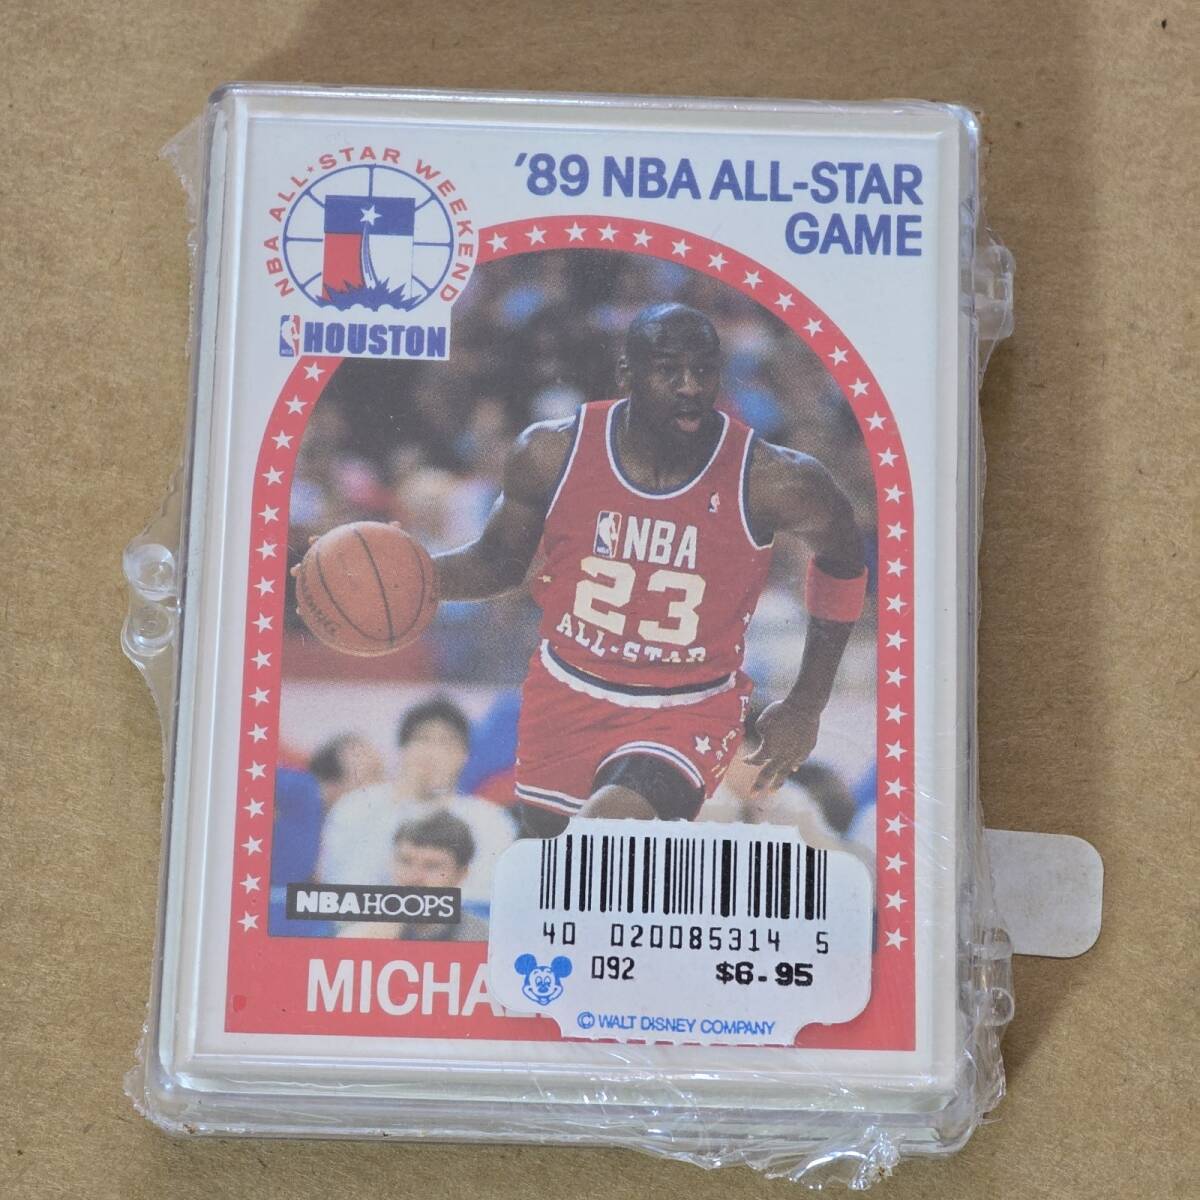 NBA ALL★STAR WEEKEND
HOUSTON
'89 NBA ALL-STAR
GAME
NBA
23
ALL-STAR
NBA HOOPS
MICHA
40 020085314 5
092 $6.95
© WALT DISNEY COMPANY